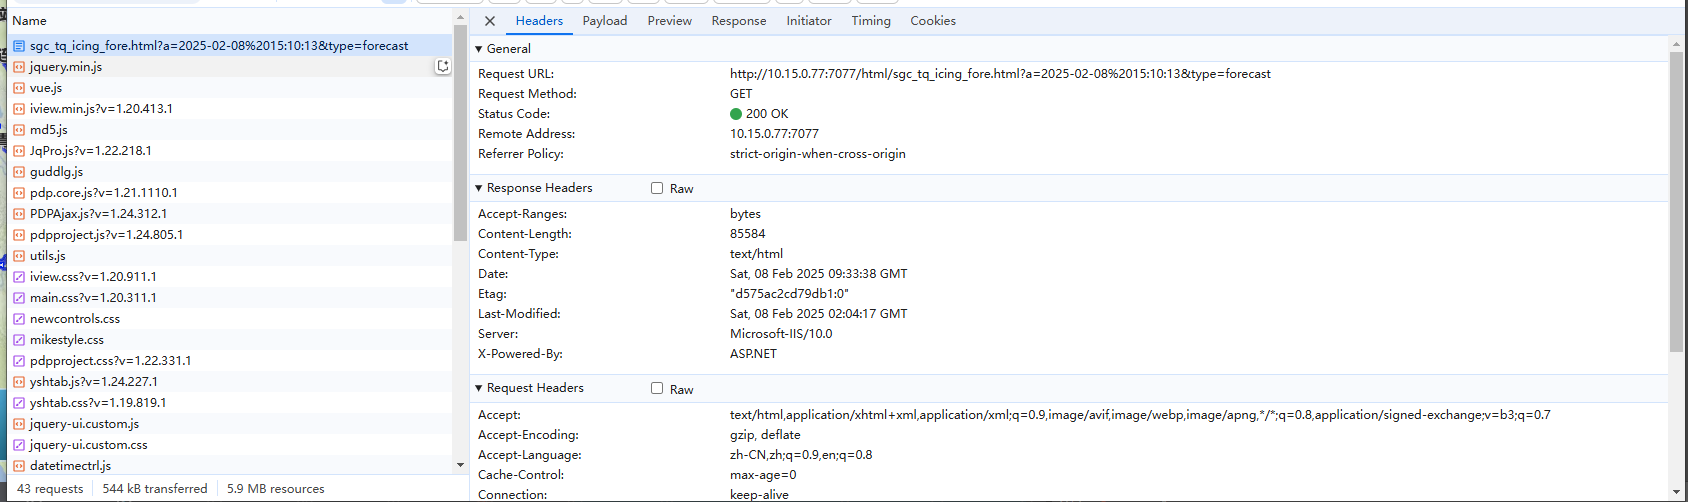 Name
sgc_tq_icing_fore.html?a=2025-02-08%2015:10:13&type=forecast
jquery.min.js
vue.js
iview.min.js?v=1.20.413.1
md5.js
JqPro.js?v=1.22.218.1
guddlg.js
pdp.core.js?v=1.21.1110.1
PDPAjax.js?v=1.24.312.1
pdpproject.js?v=1.24.805.1
utils.js
iview.css?v=1.20.911.1
main.css?v=1.20.311.1
newcontrols.css
mikestyle.css
pdpproject.css?v=1.22.331.1
yshtab.js?v=1.24.227.1
yshtab.css?v=1.19.819.1
jquery-ui.custom.js
jquery-ui.custom.css
datetimectrl.js
43 requests 544 kB transferred 5.9 MB resources
Headers Payload Preview Response Initiator Timing Cookies
General
Request URL: http://10.15.0.77:7077/html/sgc_tq_icing_fore.html?a=2025-02-08%2015:10:13&type=forecast
Request Method: GET
Status Code: 200 OK
Remote Address: 10.15.0.77:7077
Referrer Policy: strict-origin-when-cross-origin
Response Headers Raw
Accept-Ranges: bytes
Content-Length: 85584
Content-Type: text/html
Date: Sat, 08 Feb 2025 09:33:38 GMT
Etag: "d575ac2cd79db1:0"
Last-Modified: Sat, 08 Feb 2025 02:04:17 GMT
Server: Microsoft-IIS/10.0
X-Powered-By: ASP.NET
Request Headers Raw
Accept: text/html,application/xhtml+xml,application/xml;q=0.9,image/avif,image/webp,image/apng,*/*;q=0.8,application/signed-exchange;v=b3;q=0.7
Accept-Encoding: gzip, deflate
Accept-Language: zh-CN,zh;q=0.9,en;q=0.8
Cache-Control: max-age=0
Connection: keep-alive